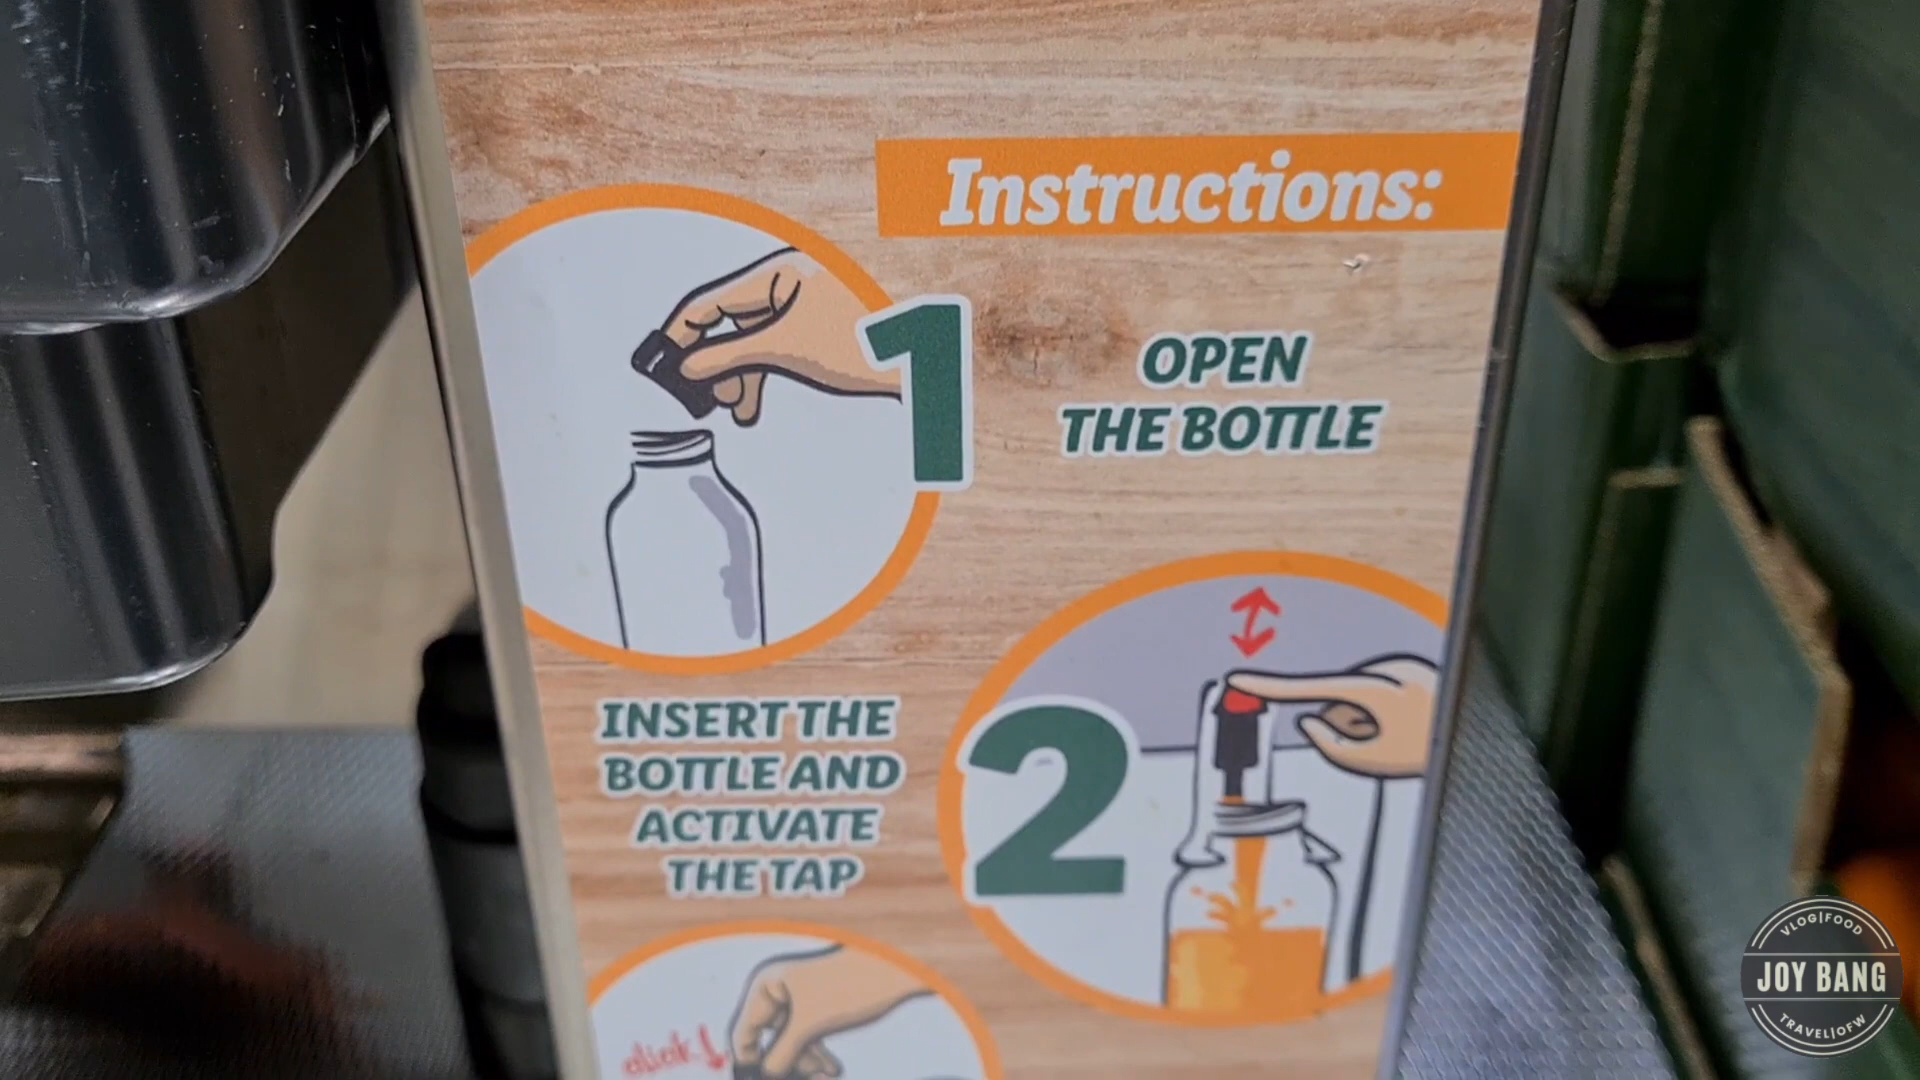 Instructions:
1
OPEN
THE BOTTLE
INSERT THE
BOTTLE AND
ACTIVATE
THE TAP
2
click!
VLOG|FOOD
JOY BANG
TRAVEL|OFW